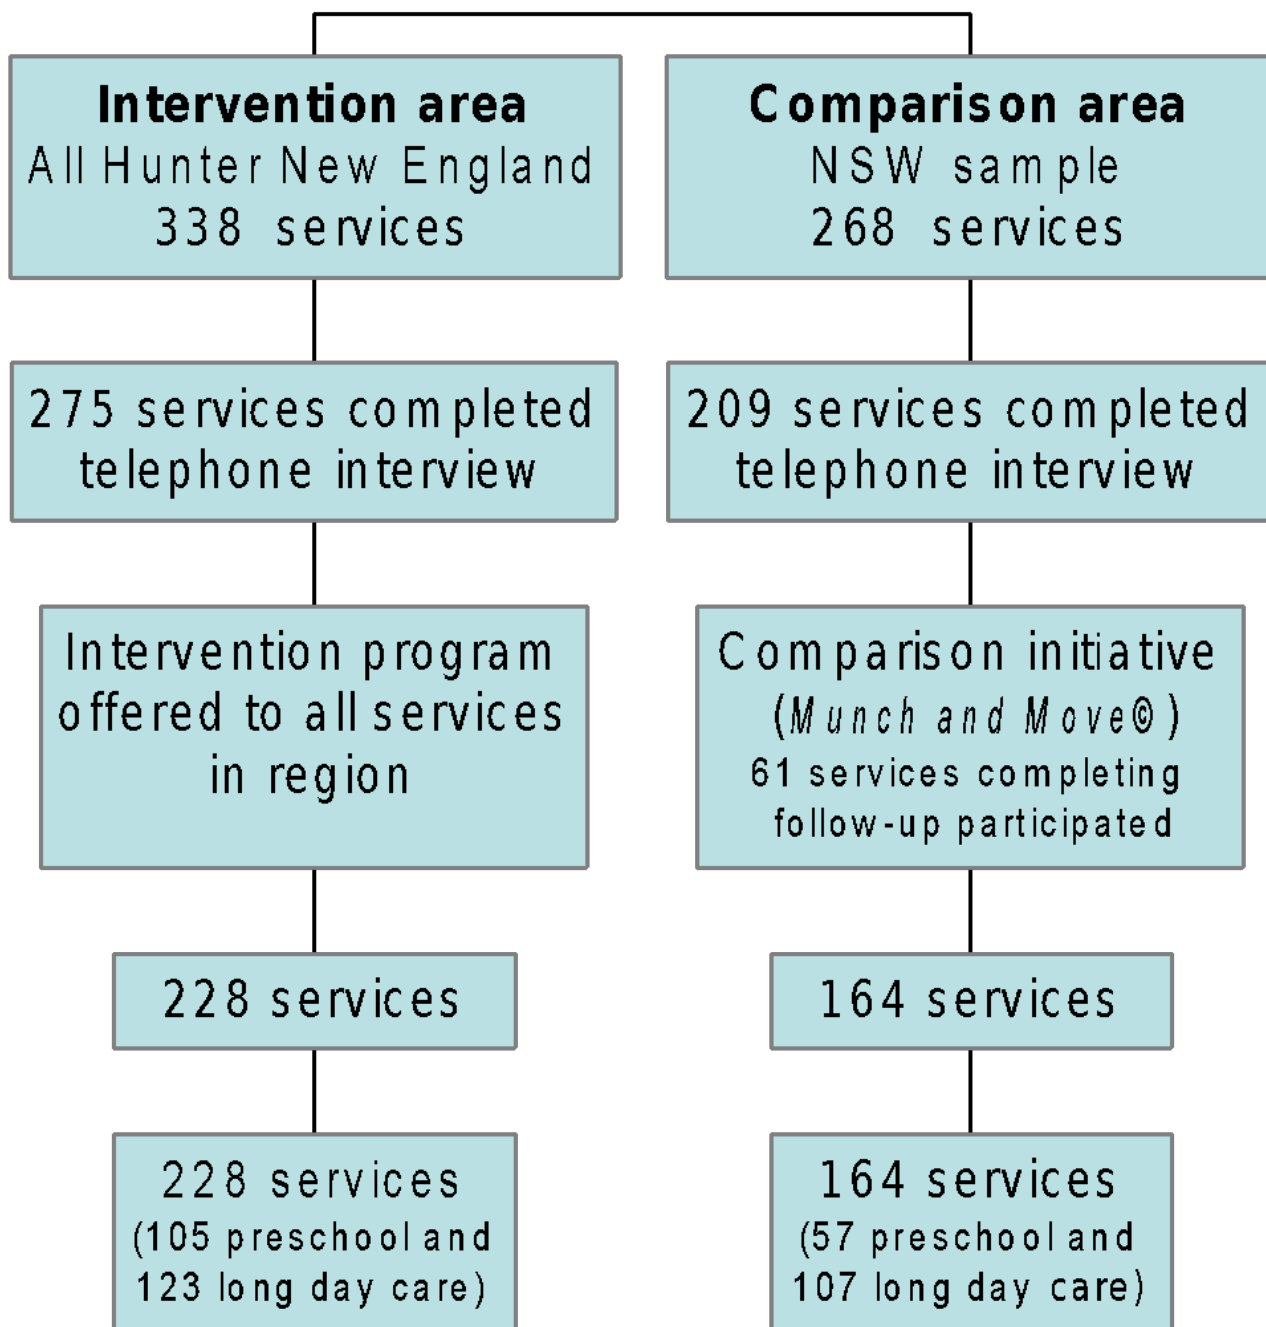 Intervention area
All Hunter New England
338 services
Comparison area
NSW sample
268 services
275 services completed
telephone interview
209 services completed
telephone interview
Intervention program
offered to all services
in region
Comparison initiative
(Munch and Move©)
61 services completing
follow-up participated
228 services
164 services
228 services
(105 preschool and
123 long day care)
164 services
(57 preschool and
107 long day care)